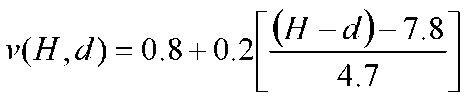 v(H,d) = 0.8 + 0.2[((H − d) − 7.8)/4.7]